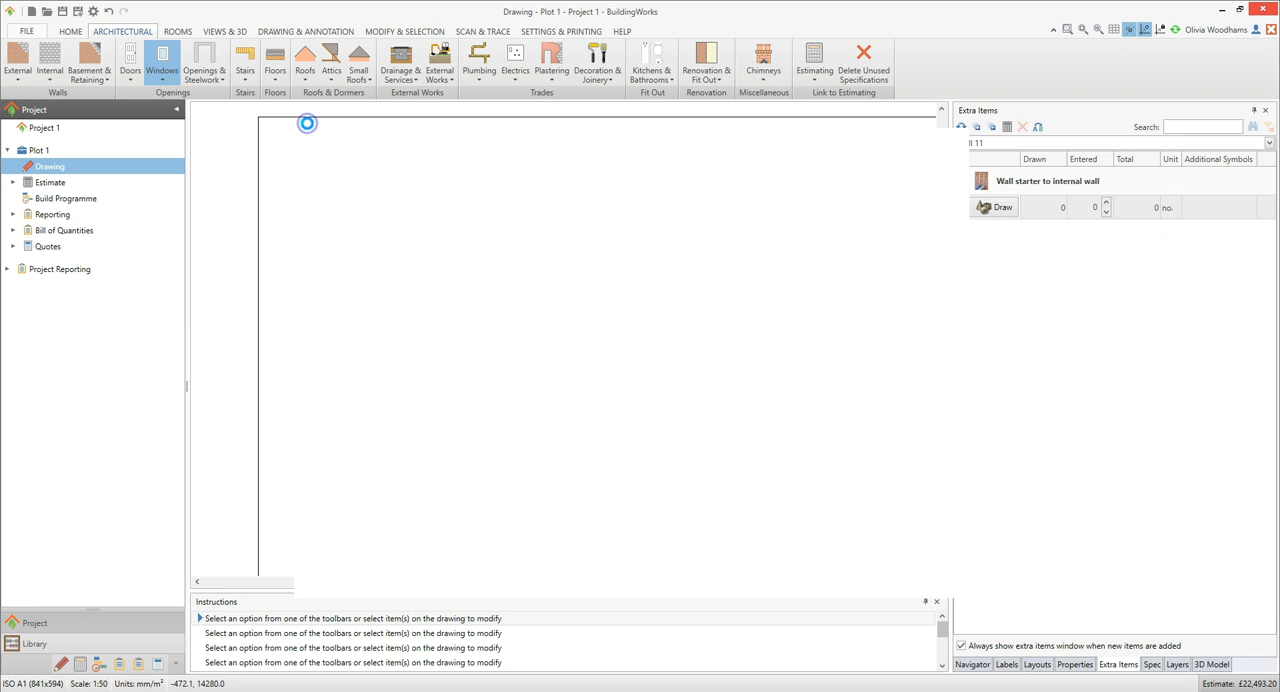 Drawing - Plot 1 - Project 1 - BuildingWorks
FILE HOME ARCHITECTURAL ROOMS VIEWS & 3D DRAWING & ANNOTATION MODIFY & SELECTION SCAN & TRACE SETTING & PRINTING HELP
Olivia Woodhams
External Internal Basement & Retaining Doors Windows Openings & Steelwork Stairs Floors Roofs Attics Small Roofs Drainage & Services External Works Plumbing Electrics Plastering Decoration & Joinery Kitchens & Bathrooms Renovation & Fit Out Chimneys Estimating Delete Unused Specifications
Walls Openings Stairs Floors Roofs & Dormers External Works Trades Fit Out Renovation Miscellaneous Link to Estimating
Project
Project 1
Plot 1
Drawing
Estimate
Build Programme
Reporting
Bill of Quantities
Quotes
Project Reporting
Project
Library
Extra Items
Search:
ll 11
Drawn Entered Total Unit Additional Symbols
Wall starter to internal wall
Draw 0 0 0 no.
Instructions
Select an option from one of the toolbars or select item(s) on the drawing to modify
Select an option from one of the toolbars or select item(s) on the drawing to modify
Select an option from one of the toolbars or select item(s) on the drawing to modify
Select an option from one of the toolbars or select item(s) on the drawing to modify
Always show extra items window when new items are added
Navigator Labels Layouts Properties Extra Items Spec Layers 3D Model
ISO A1 (841x594) Scale: 1:50 Units: mm/m² -472.1, 14280.0 Estimate: £22,493.20